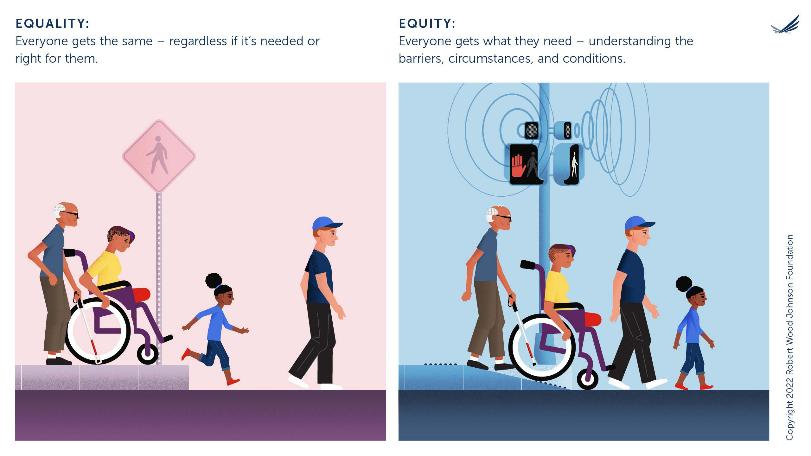 EQUALITY:
Everyone gets the same – regardless if it's needed or
right for them.
EQUITY:
Everyone gets what they need – understanding the
barriers, circumstances, and conditions.
Copyright 2022 Robert Wood Johnson Foundation